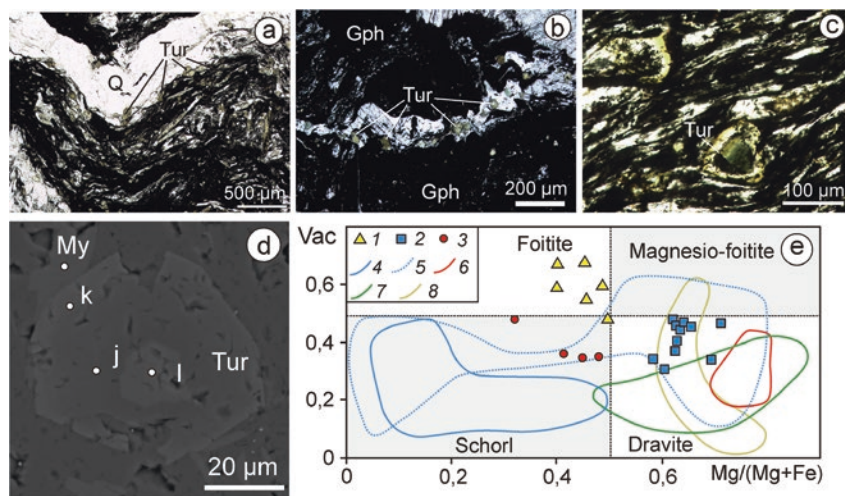 a
Tur
Q
500 µm
b
Gph
Tur
Gph
200 µm
c
Tur
100 µm
d
My
k
j
l
Tur
20 µm
e
Vac
1 2 3
4 5 6
7 8
Foitite
Magnesio-foitite
0,6
0,4
0,2
0
Schorl
Dravite
0 0,2 0,4 0,6 Mg/(Mg+Fe)